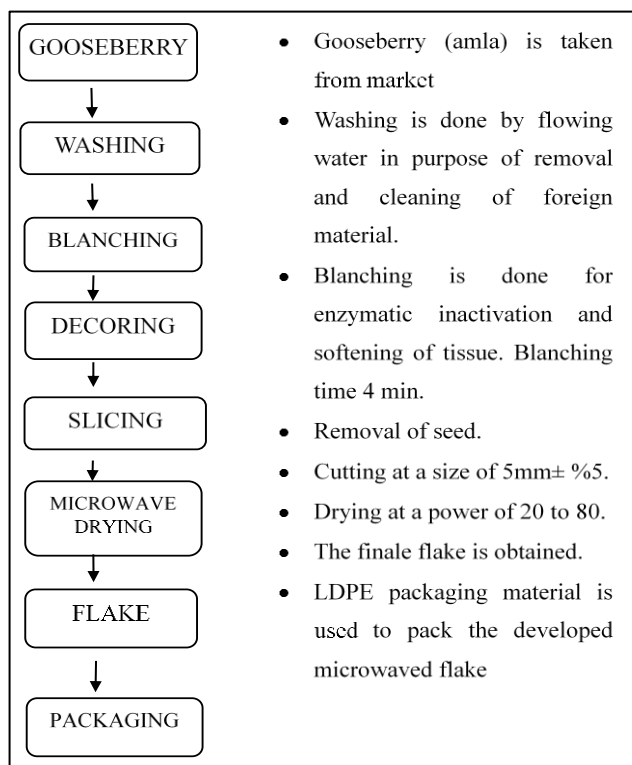 GOOSEBERRY
WASHING
BLANCHING
DECORING
SLICING
MICROWAVE
DRYING
FLAKE
PACKAGING
• Gooseberry (amla) is taken
from market
• Washing is done by flowing
water in purpose of removal
and cleaning of foreign
material.
• Blanching is done for
enzymatic inactivation and
softening of tissue. Blanching
time 4 min.
• Removal of seed.
• Cutting at a size of 5mm± %5.
• Drying at a power of 20 to 80.
• The finale flake is obtained.
• LDPE packaging material is
used to pack the developed
microwaved flake